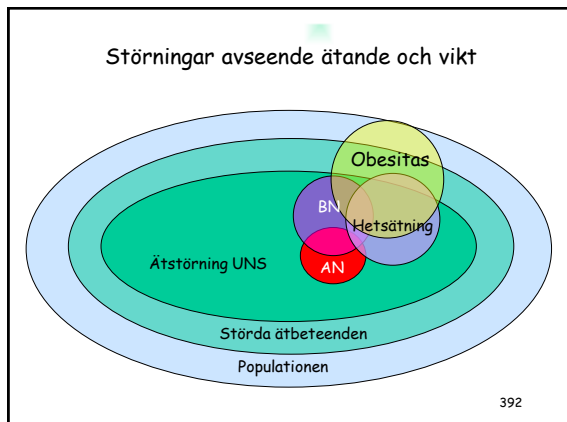 Störningar avseende ätande och vikt
Obesitas
BN
Hetsätning
Ätstörning UNS
AN
Störda ätbeteenden
Populationen
392